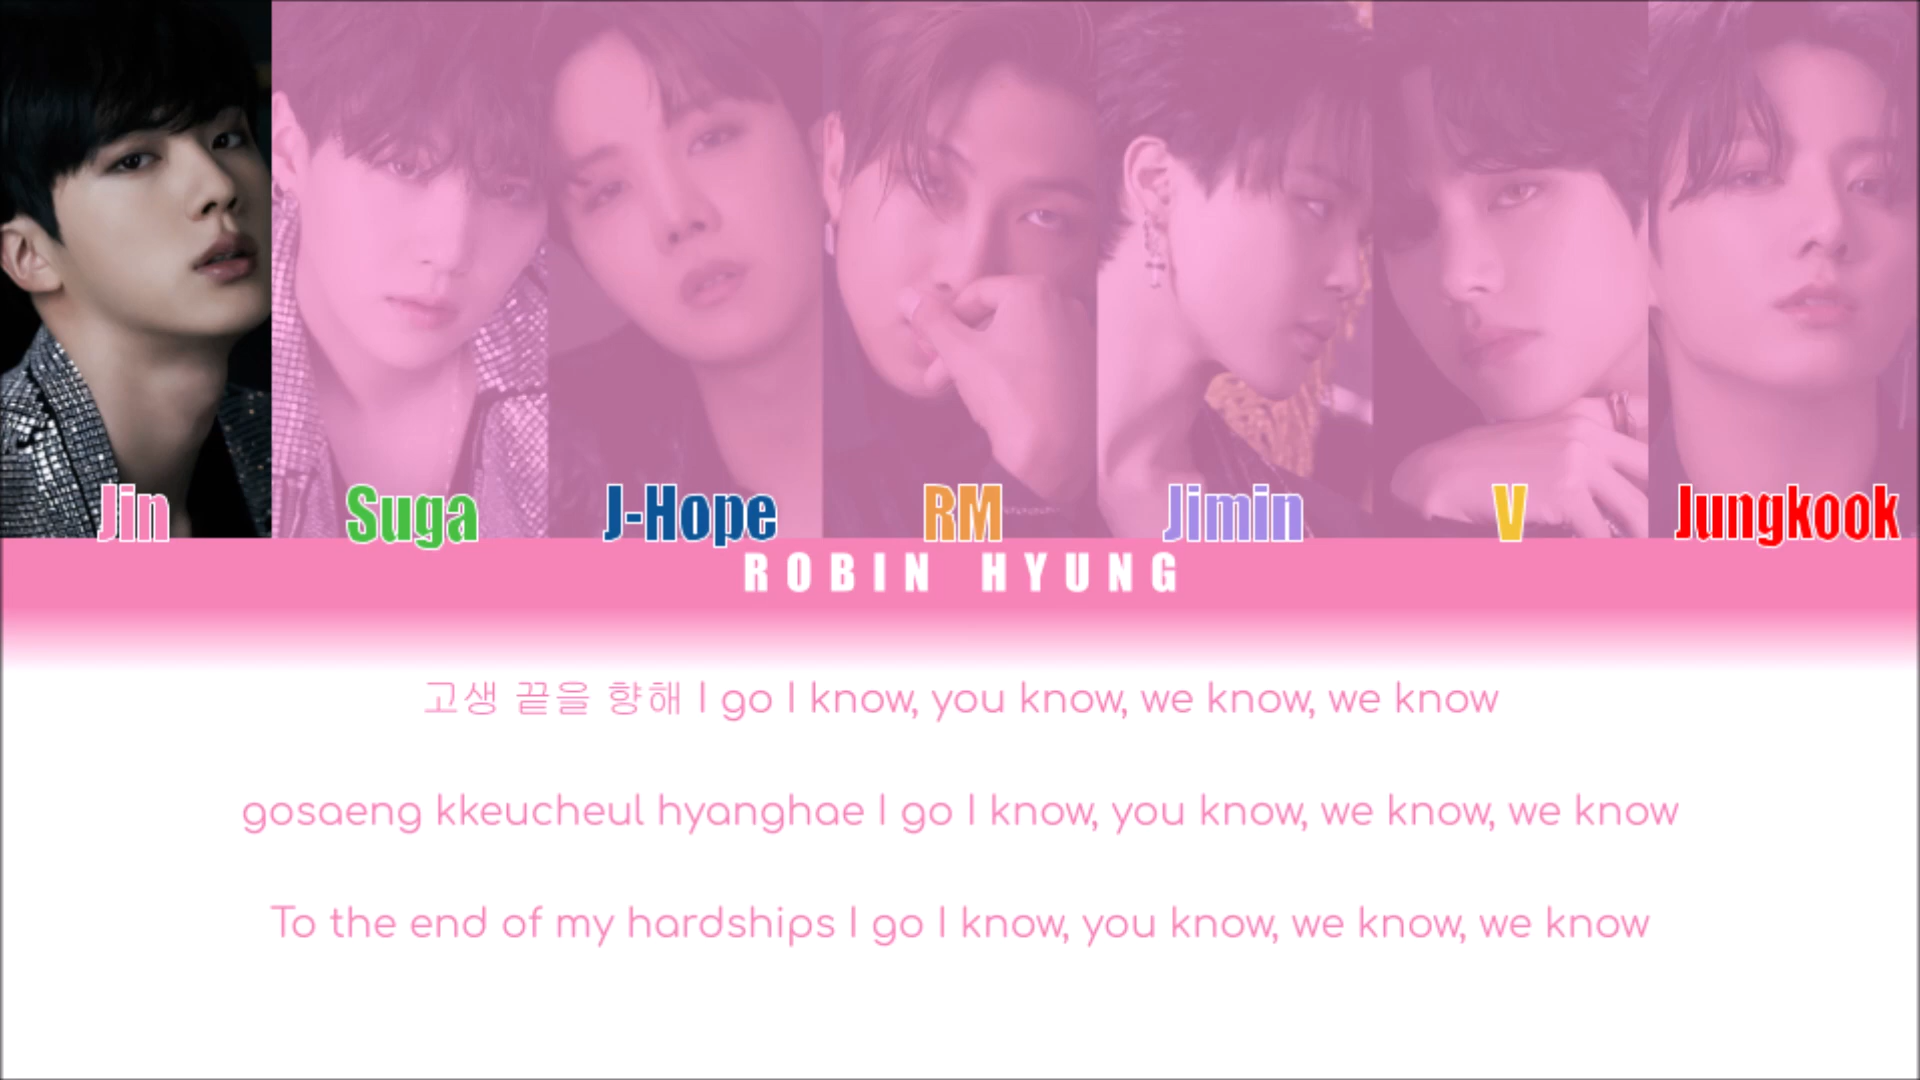 Jin Suga J-Hope RM Jimin V Jungkook
ROBIN HYUNG
고생 끝을 향해 I go I know, you know, we know, we know
gosaeng kkeucheul hyanghae I go I know, you know, we know, we know
To the end of my hardships I go I know, you know, we know, we know